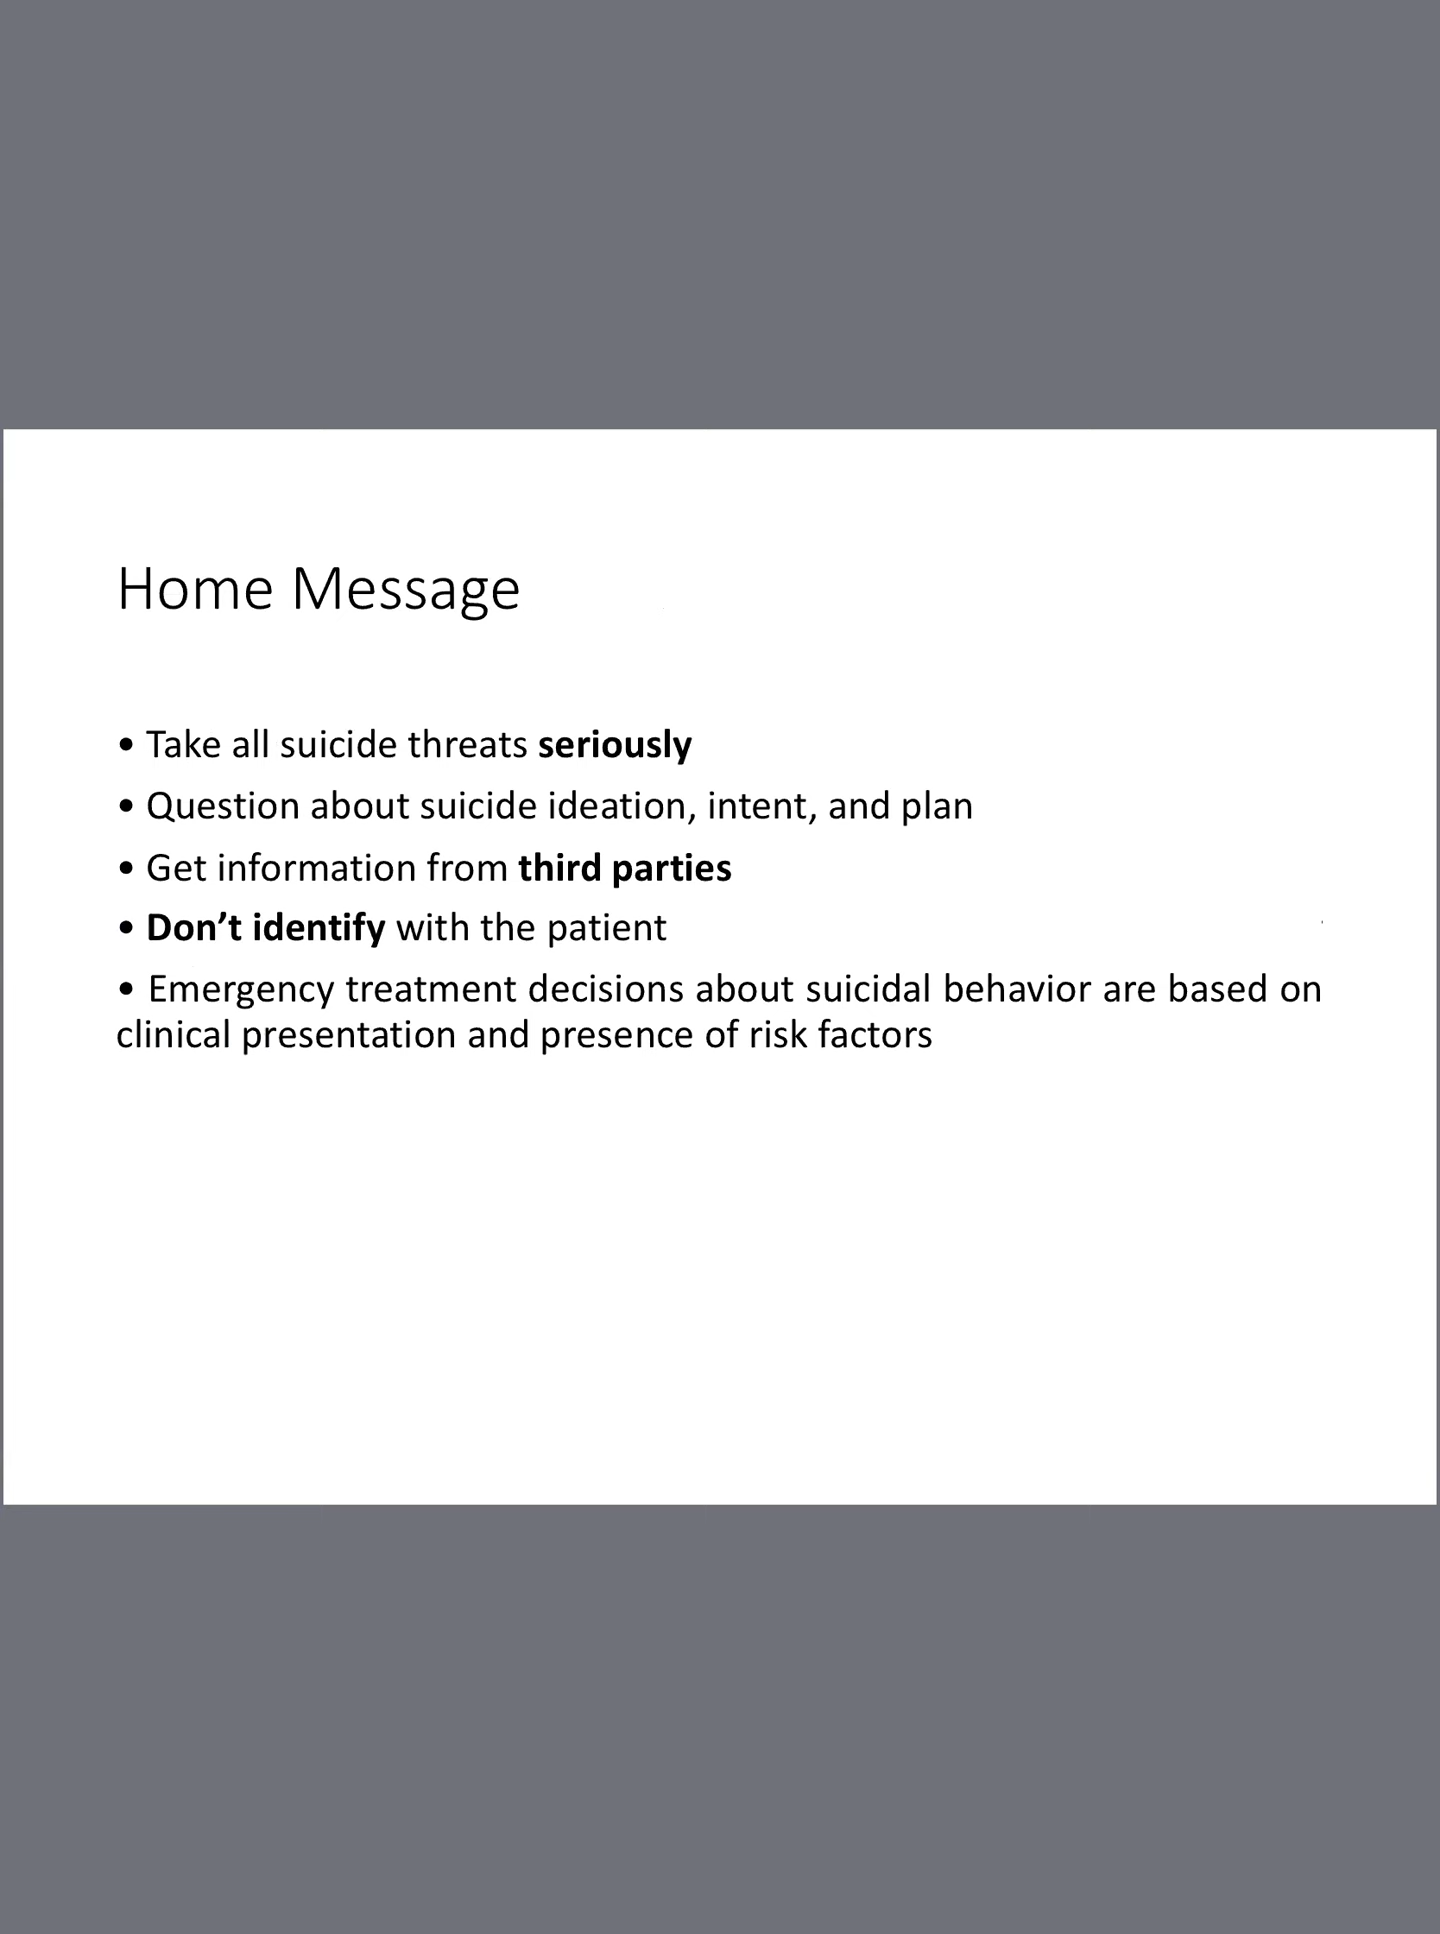 Home Message
• Take all suicide threats seriously
• Question about suicide ideation, intent, and plan
• Get information from third parties
• Don’t identify with the patient
• Emergency treatment decisions about suicidal behavior are based on
clinical presentation and presence of risk factors